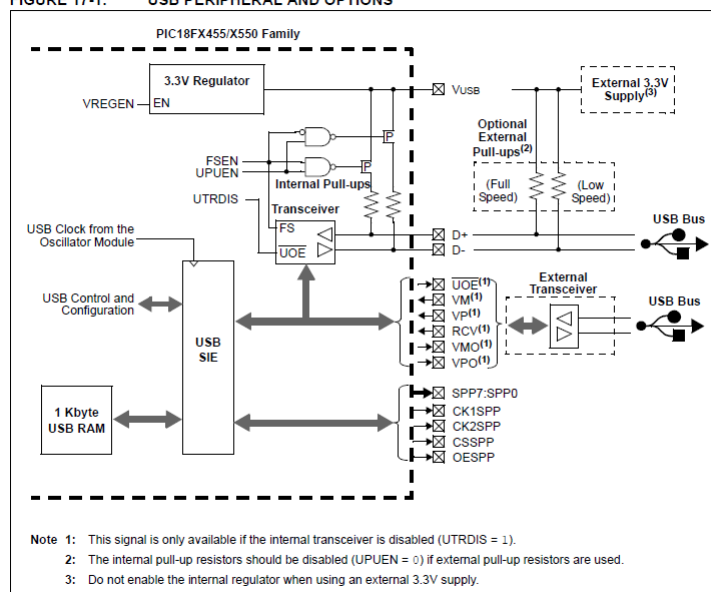 FIGURE 17-1: USB PERIPHERAL AND OPTIONS
PIC18FX455/X550 Family
3.3V Regulator
VREGEN
EN
VUSB
External 3.3V
Supply(3)
Optional
External
Pull-ups(2)
P
P
FSEN
UPUEN
Internal Pull-ups
(Full
Speed)
(Low
Speed)
UTRDIS
Transceiver
FS
UOE
USB Clock from the
Oscillator Module
D+
D-
USB Bus
USB Control and
Configuration
USB
SIE
UOE(1)
VM(1)
VP(1)
RCV(1)
VMO(1)
VPO(1)
External
Transceiver
USB Bus
1 Kbyte
USB RAM
SPP7:SPP0
CK1SPP
CK2SPP
CSSPP
OESPP
Note 1: This signal is only available if the internal transceiver is disabled (UTRDIS = 1).
2: The internal pull-up resistors should be disabled (UPUEN = 0) if external pull-up resistors are used.
3: Do not enable the internal regulator when using an external 3.3V supply.